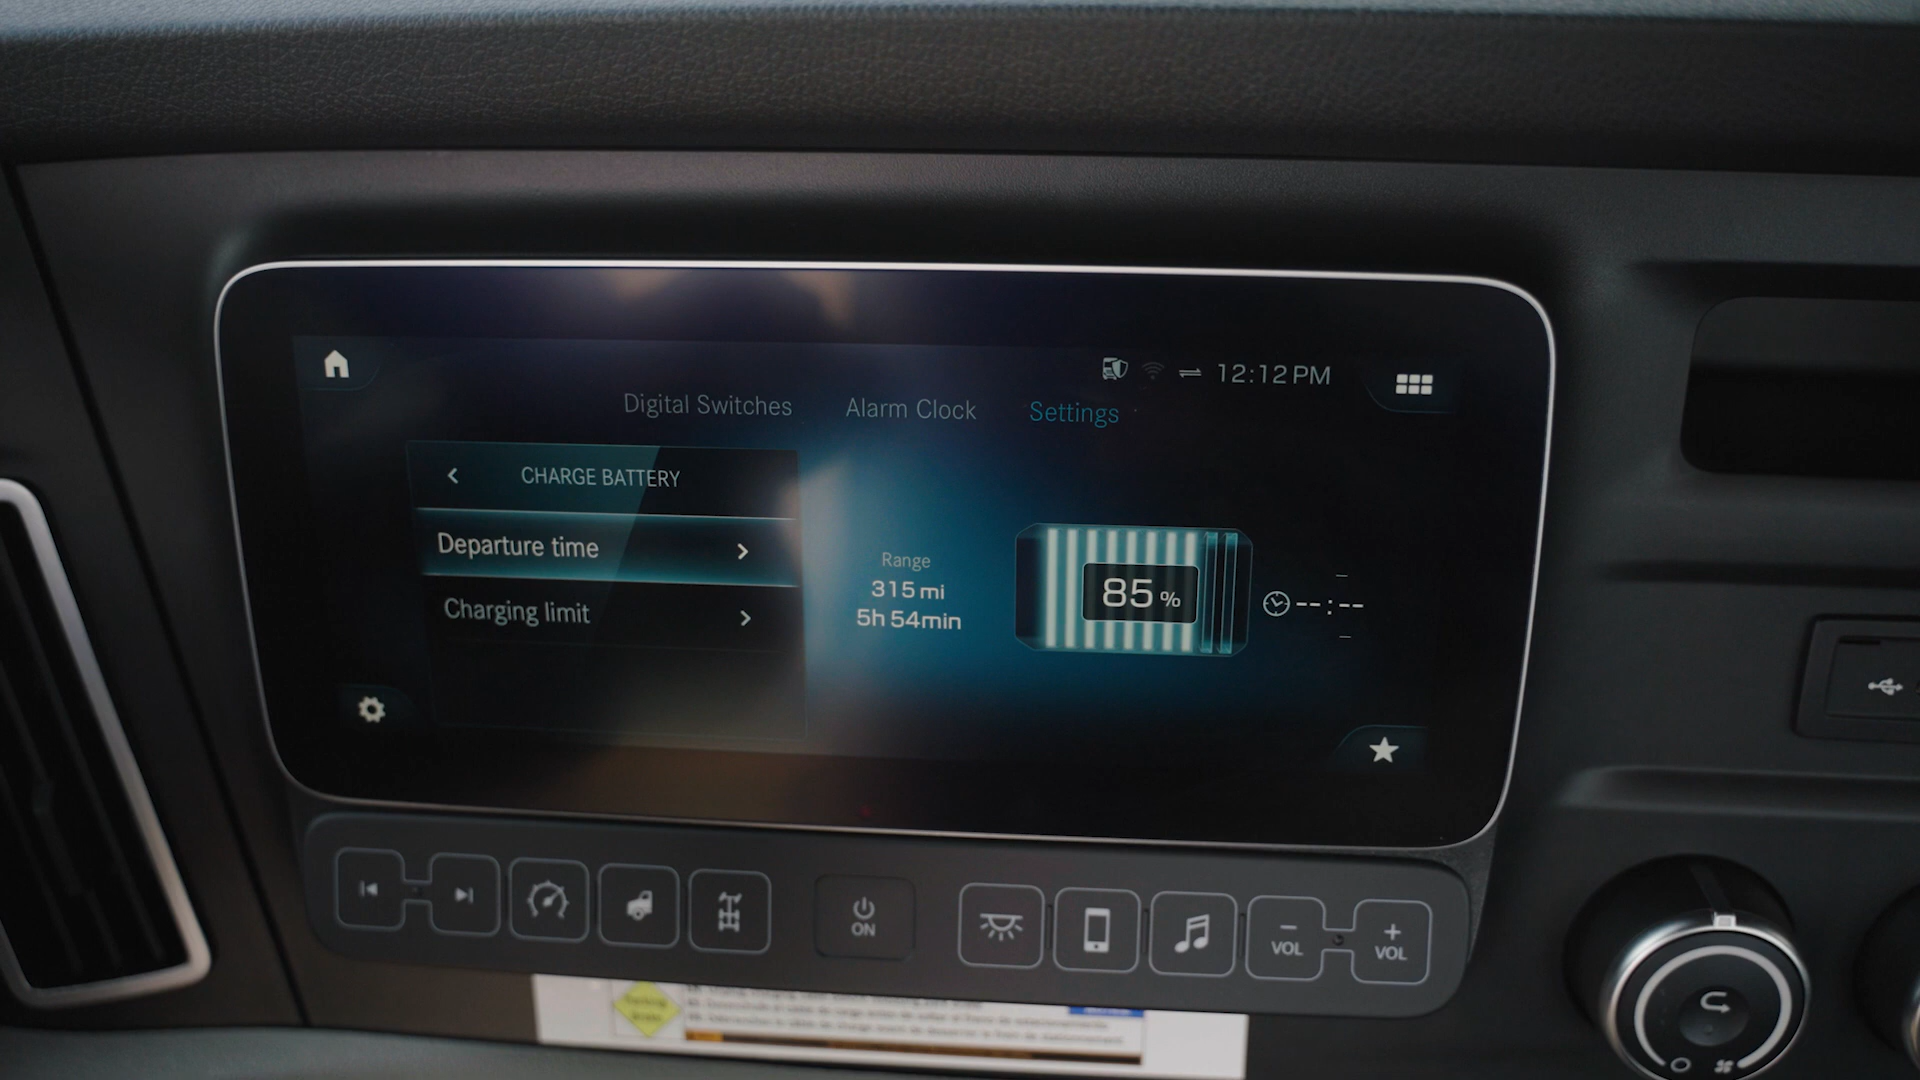 12:12 PM
Digital Switches Alarm Clock Settings
CHARGE BATTERY
Departure time
Charging limit
Range
315 mi
5h 54min
85 %
--:--
ON
VOL
VOL